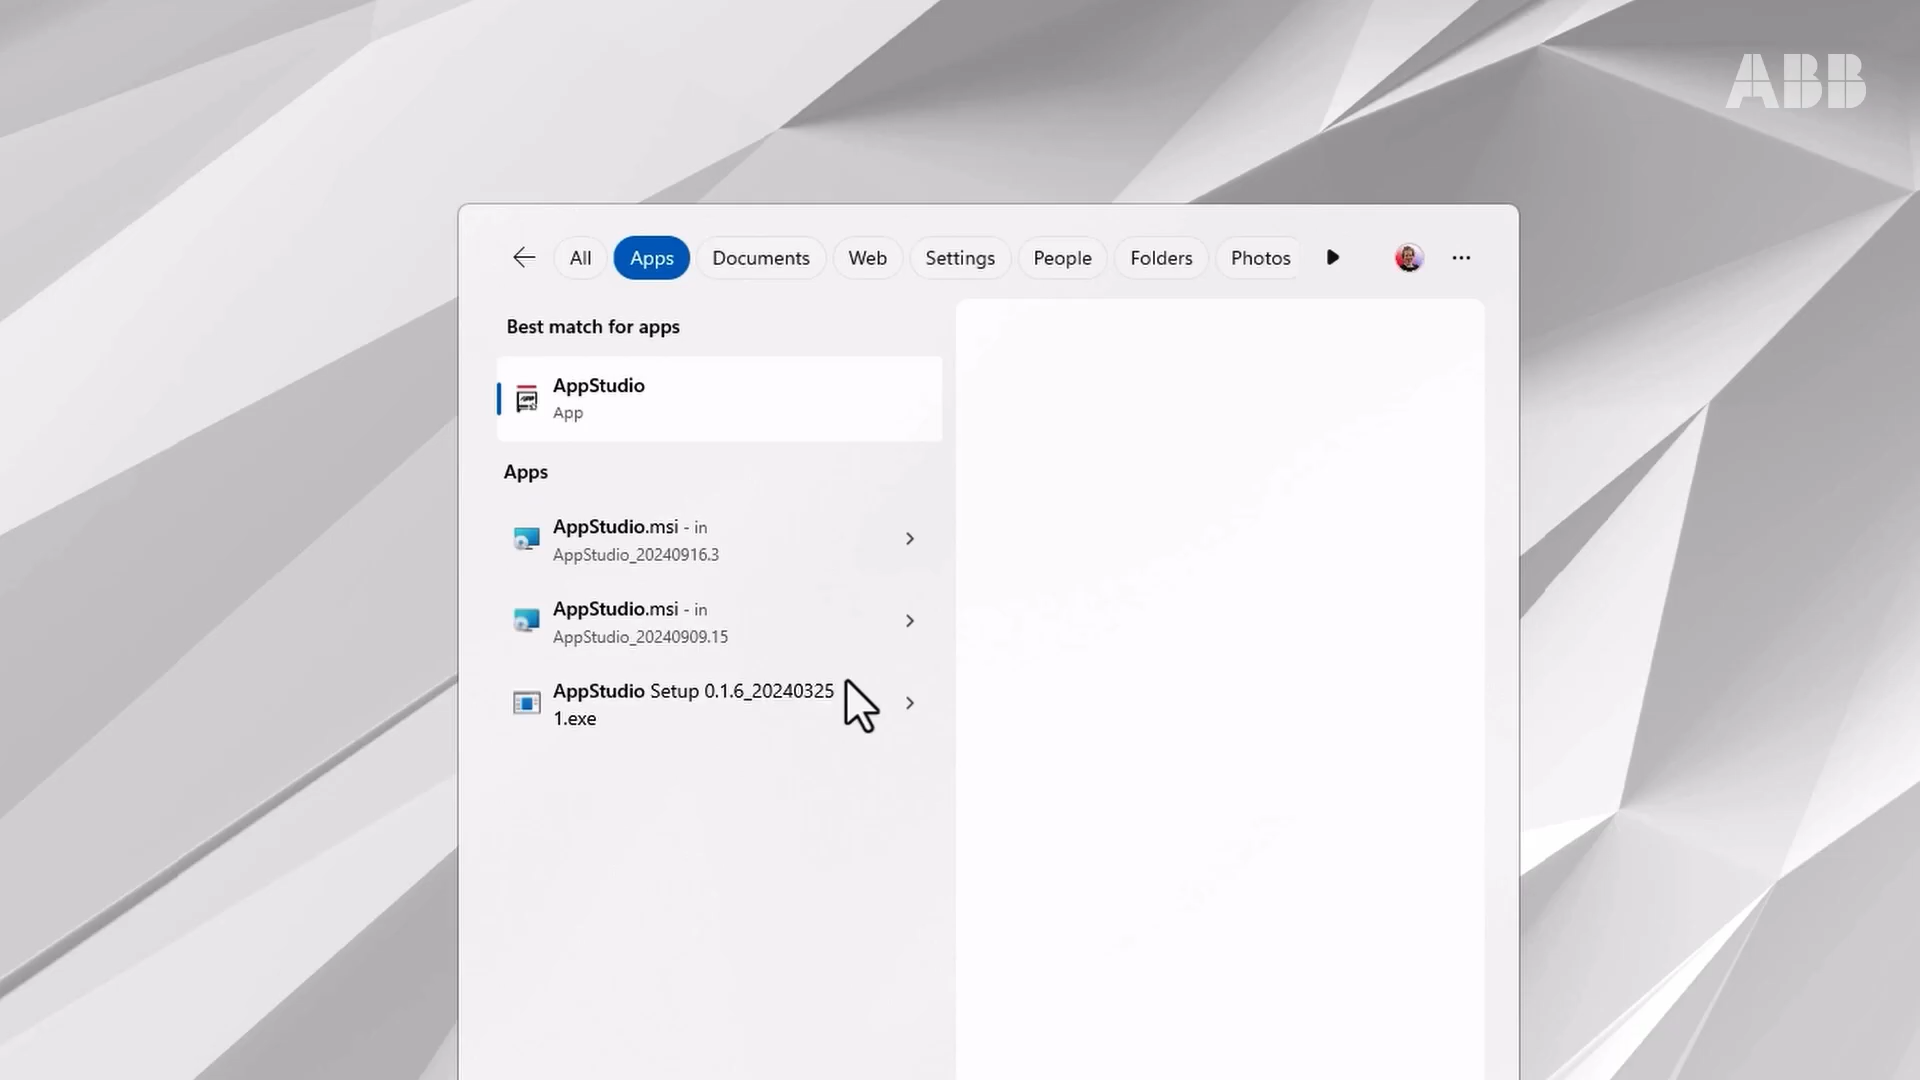 ABB
All Apps Documents Web Settings People Folders Photos
Best match for apps
AppStudio
App
Apps
AppStudio.msi - in
AppStudio_20240916.3
AppStudio.msi - in
AppStudio_20240909.15
AppStudio Setup 0.1.6_20240325
1.exe